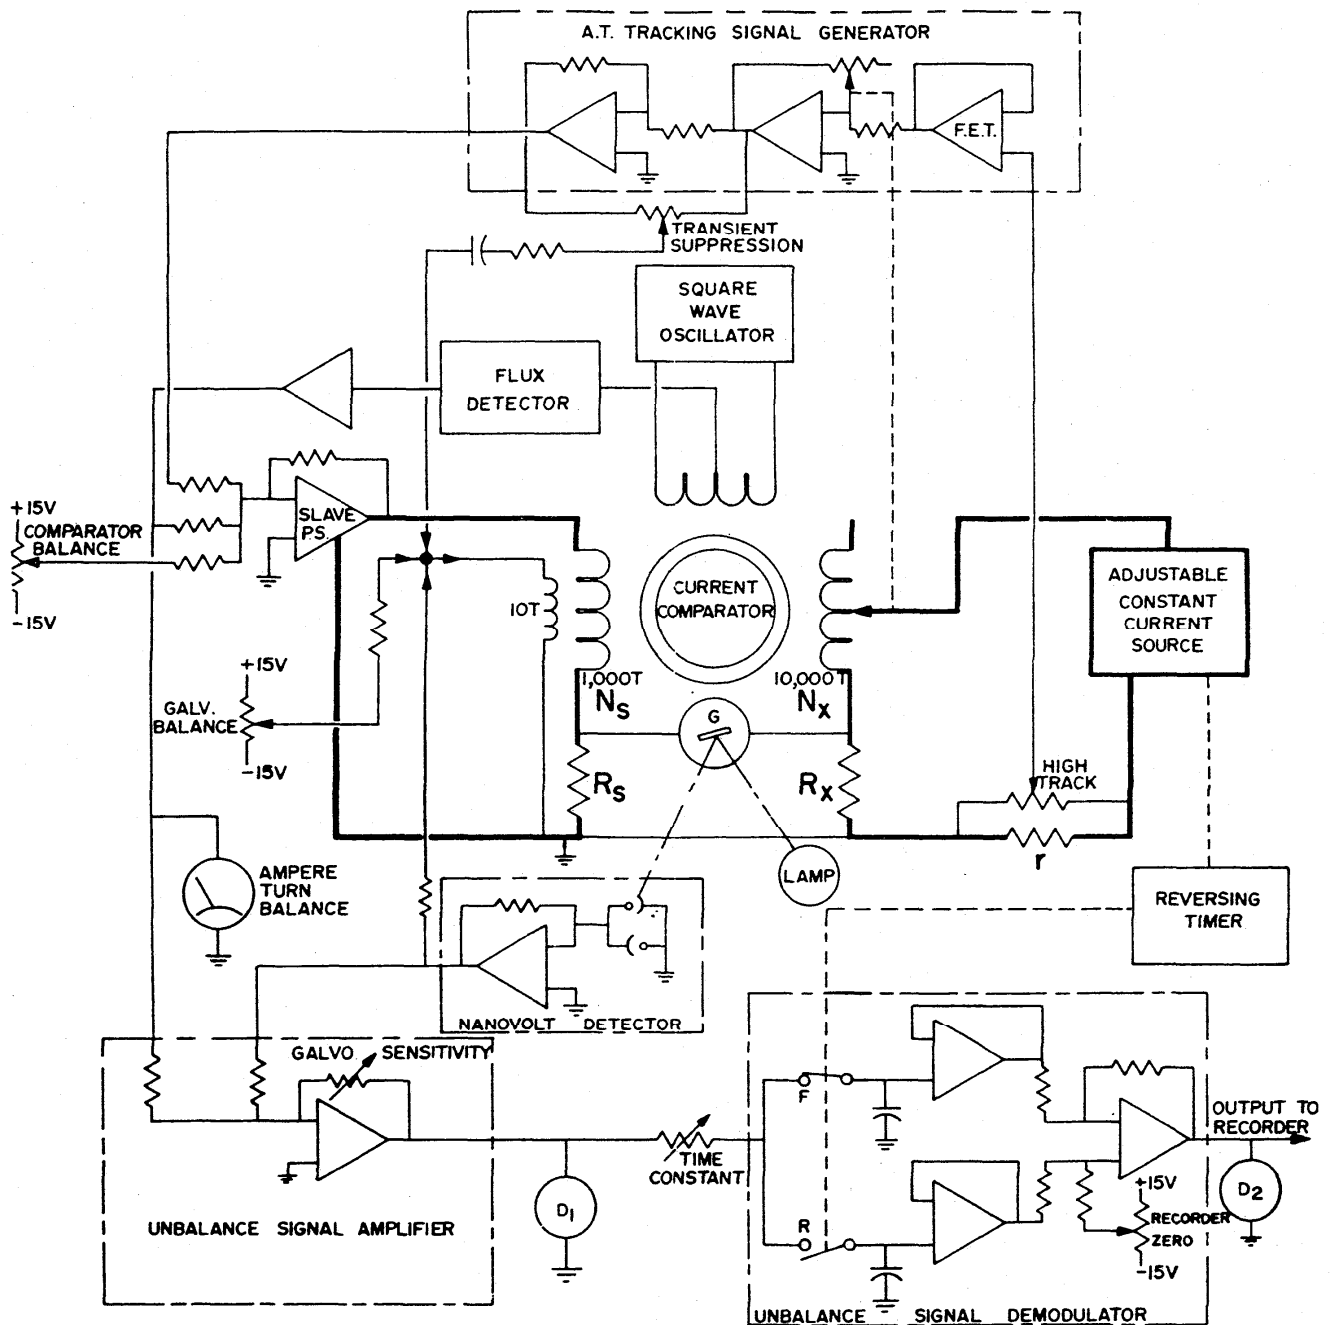 A.T. TRACKING SIGNAL GENERATOR
F.E.T.
TRANSIENT
SUPPRESSION
SQUARE
WAVE
OSCILLATOR
FLUX
DETECTOR
+15V
COMPARATOR
BALANCE
-15V
SLAVE
P.S.
10T
1,000T
NS
CURRENT
COMPARATOR
10,000T
NX
ADJUSTABLE
CONSTANT
CURRENT
SOURCE
+15V
GALV.
BALANCE
-15V
G
RS
RX
HIGH
TRACK
r
LAMP
AMPERE
TURN
BALANCE
REVERSING
TIMER
NANOVOLT DETECTOR
GALVO SENSITIVITY
UNBALANCE SIGNAL AMPLIFIER
D1
TIME
CONSTANT
F
R
OUTPUT TO
RECORDER
+15V
RECORDER
ZERO
-15V
D2
UNBALANCE SIGNAL DEMODULATOR